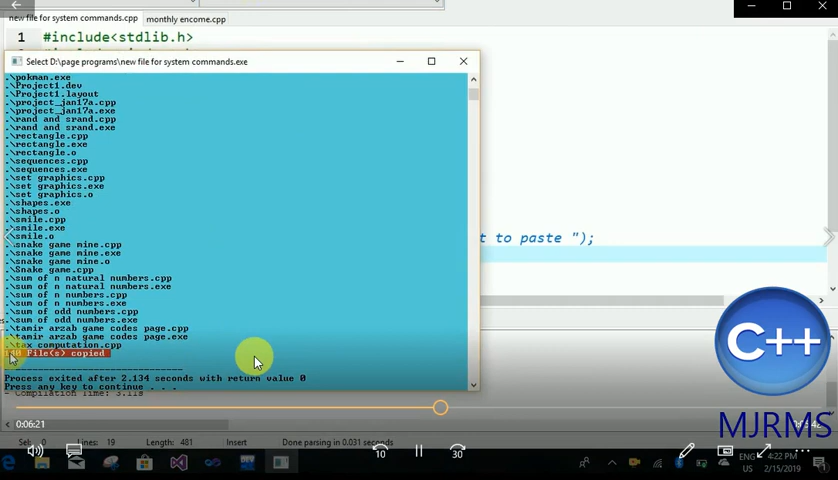 new file for system commands.cpp
monthly encome.cpp
1 #include<stdlib.h>
Select D:\page programs\new file for system commands.exe
.\pokman.exe
.\Project1.dev
.\Project1.layout
.\project_jan17a.cpp
.\project_jan17a.exe
.\rand and srand.cpp
.\rand and srand.exe
.\rectangle.cpp
.\rectangle.exe
.\rectangle.o
.\sequences.cpp
.\sequences.exe
.\set graphics.cpp
.\set graphics.exe
.\set graphics.o
.\shapes.exe
.\shapes.o
.\smile.cpp
.\smile.exe
.\smile.o
.\snake game mine.cpp
.\snake game mine.exe
.\snake game mine.o
.\Snake game.cpp
.\sum of n natural numbers.cpp
.\sum of n natural numbers.exe
.\sum of n numbers.cpp
.\sum of n numbers.exe
.\sum of odd numbers.cpp
.\sum of odd numbers.exe
.\tamir arzab game codes page.cpp
.\tamir arzab game codes page.exe
.\tax computation.cpp
File(s) copied
--------------------------------
Process exited after 2.134 seconds with return value 0
Press any key to continue . . .
t to paste ");
- Compilation Time: 3.11s
0:06:21
C++
MJRMS
Sel: 0 Lines: 19 Length: 481 Insert Done parsing in 0.031 seconds
10
30
DEV
ENG
US
4:22 PM
2/15/2019